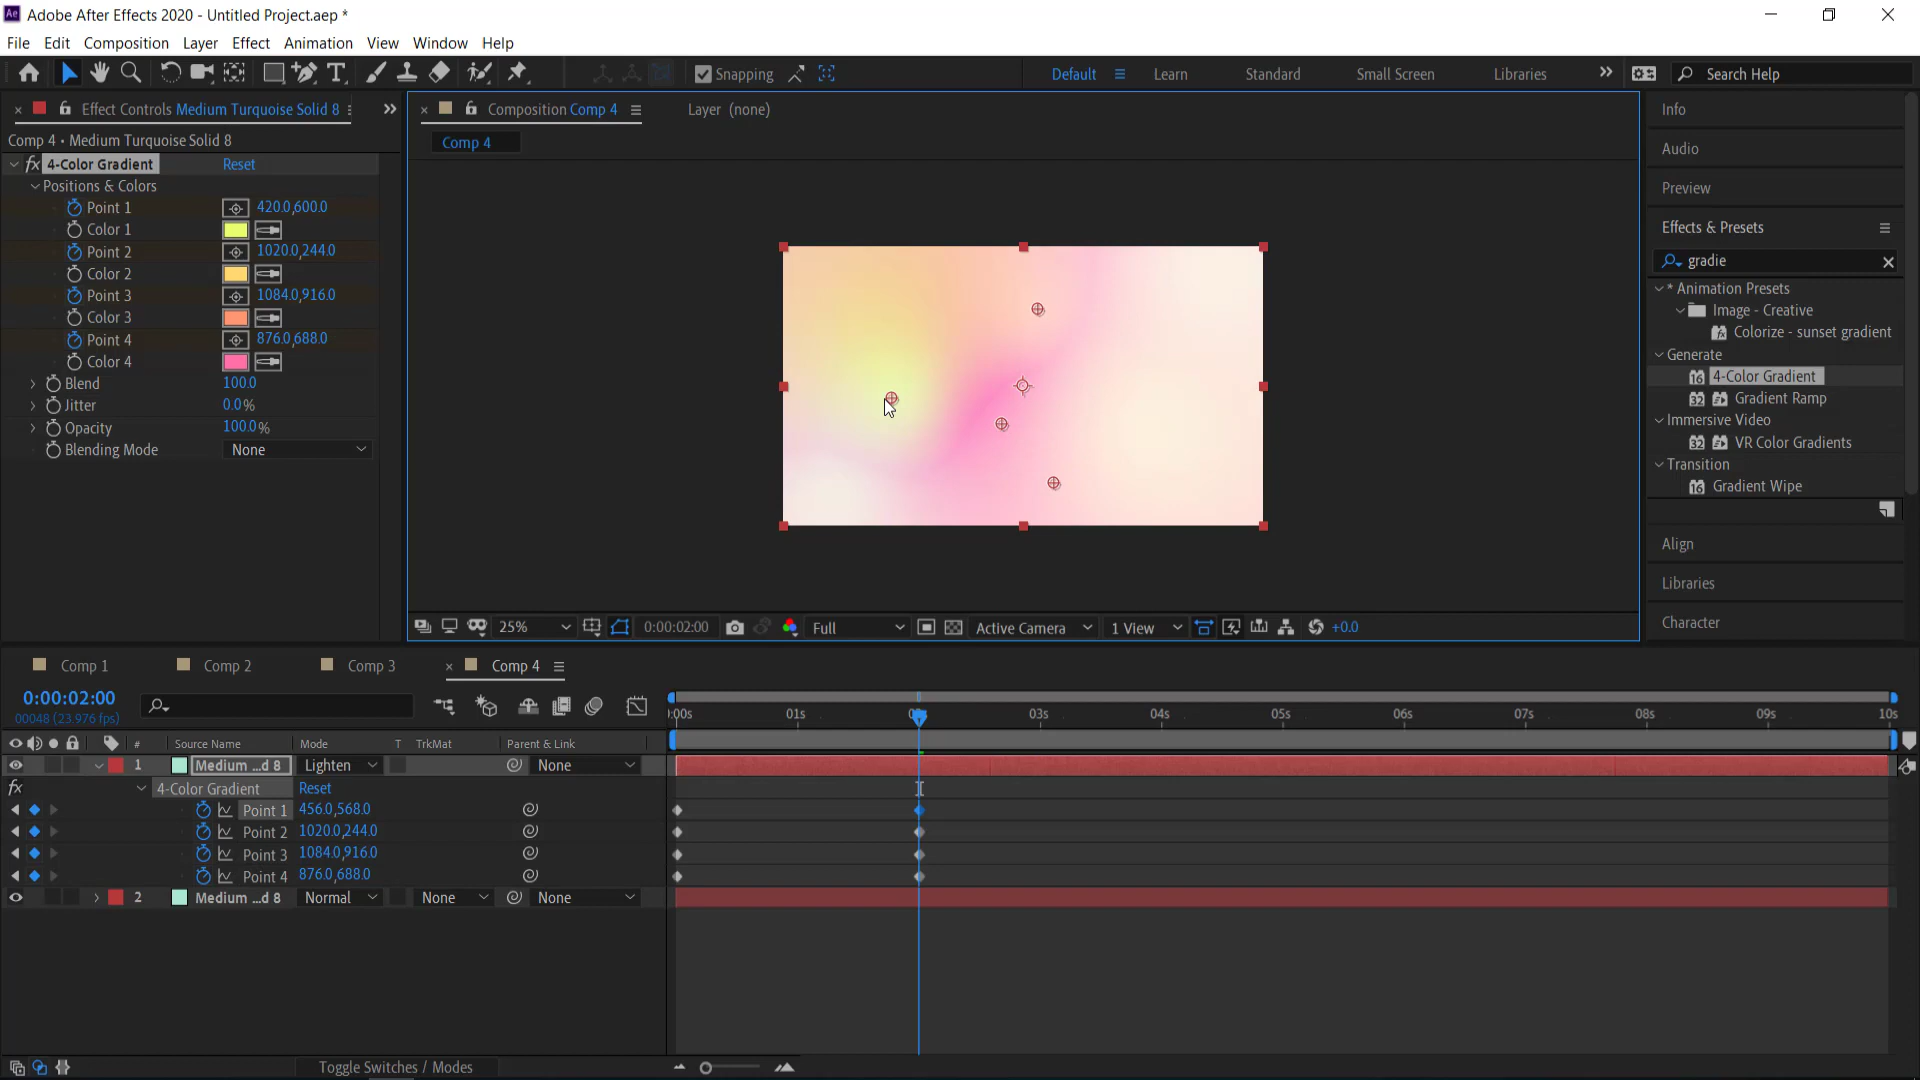 Adobe After Effects 2020 - Untitled Project.aep *
File Edit Composition Layer Effect Animation View Window Help
Snapping Default Learn Standard Small Screen Libraries Search Help
Effect Controls Medium Turquoise Solid 8
Comp 4 • Medium Turquoise Solid 8
fx 4-Color Gradient Reset
Positions & Colors
Point 1 420.0,600.0
Color 1
Point 2 1020.0,244.0
Color 2
Point 3 1084.0,916.0
Color 3
Point 4 876.0,688.0
Color 4
Blend 100.0
Jitter 0.0%
Opacity 100.0%
Blending Mode None
Composition Comp 4 Layer (none)
Comp 4
25% 0:00:02:00 Full Active Camera 1 View +0.0
Info
Audio
Preview
Effects & Presets
gradie
* Animation Presets
Image - Creative
Colorize - sunset gradient
Generate
16 4-Color Gradient
32 Gradient Ramp
Immersive Video
32 VR Color Gradients
Transition
16 Gradient Wipe
Align
Libraries
Character
Comp 1 Comp 2 Comp 3 Comp 4
0:00:02:00
00048 (23.976 fps)
:00s 01s 03s 04s 05s 06s 07s 08s 09s 10s
# Source Name Mode T TrkMat Parent & Link
1 Medium ...d 8 Lighten None
fx 4-Color Gradient Reset
Point 1 456.0,568.0
Point 2 1020.0,244.0
Point 3 1084.0,916.0
Point 4 876.0,688.0
2 Medium ...d 8 Normal None None
Toggle Switches / Modes